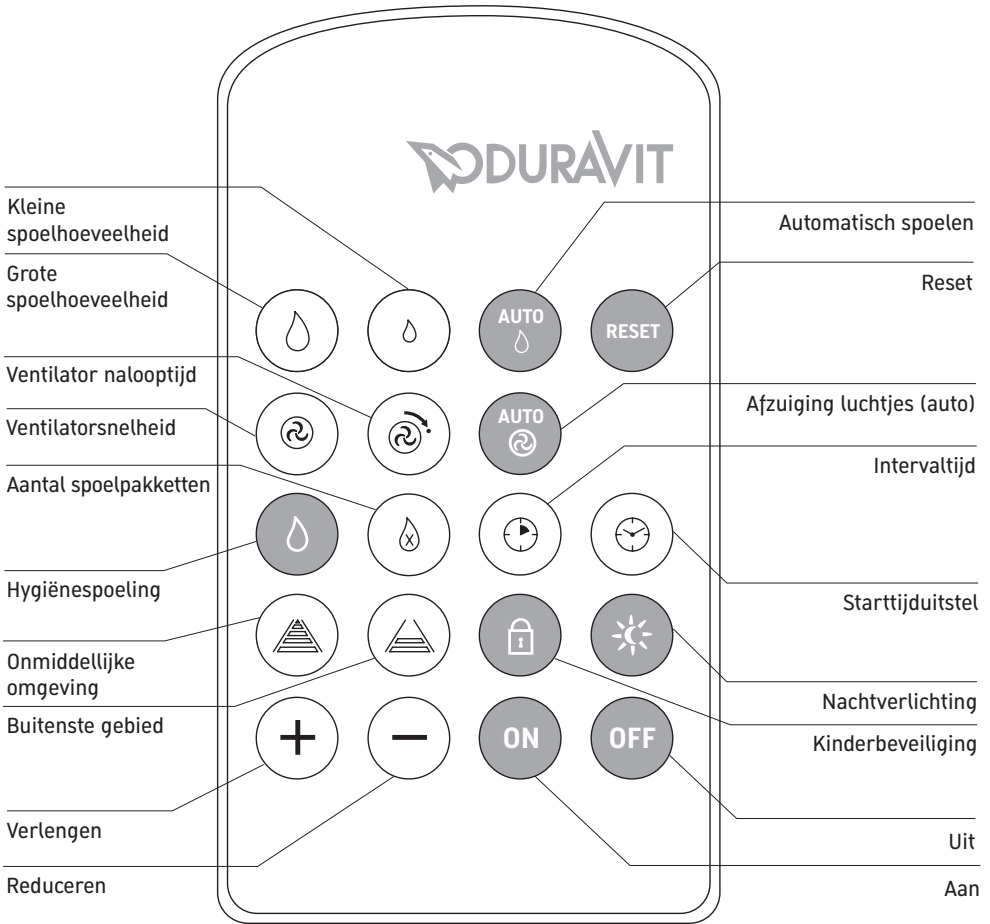 DURAVIT
Kleine
spoelhoeveelheid
Grote
spoelhoeveelheid
Ventilator nalooptijd
Ventilatorsnelheid
Aantal spoelpakketten
Hygiënespoeling
Onmiddellijke
omgeving
Buitenste gebied
Verlengen
Reduceren
AUTO
RESET
AUTO
X
ON
OFF
Automatisch spoelen
Reset
Afzuiging luchtjes (auto)
Intervaltijd
Starttijduitstel
Nachtverlichting
Kinderbeveiliging
Uit
Aan